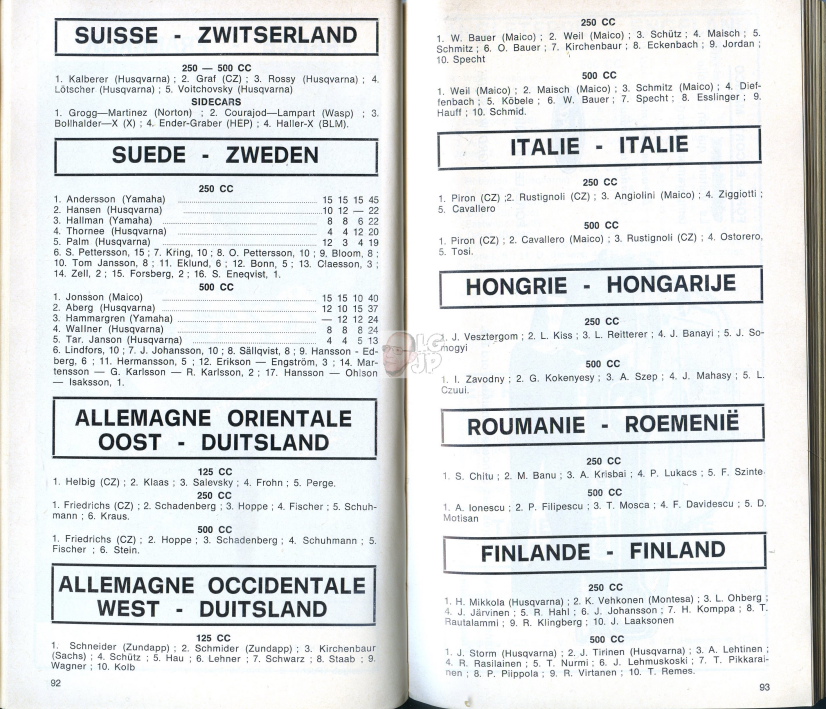 SUISSE - ZWITSERLAND
250 — 500 CC
1. Kalberer (Husqvarna) ; 2. Graf (CZ) ; 3. Rossy (Husqvarna) ; 4.
Lötscher (Husqvarna) ; 5. Voitchovsky (Husqvarna)
SIDECARS
1. Grogg—Martinez (Norton) ; 2. Courajod—Lampart (Wasp) ; 3.
Bollhalder—X (X) ; 4. Ender-Graber (HEP) ; 4. Haller-X (BLM).
SUEDE - ZWEDEN
250 CC
1. Andersson (Yamaha) 15 15 15 45
2. Hansen (Husqvarna) 10 12 — 22
3. Hallman (Yamaha) 8 8 6 22
4. Thornee (Husqvarna) 4 4 12 20
5. Palm (Husqvarna) 12 3 4 19
6. S. Pettersson, 15 ; 7. Kring, 10 ; 8. O. Pettersson, 10 ; 9. Bloom, 8 ;
10. Tom Jansson, 8 ; 11. Eklund, 6 ; 12. Bonn, 5 ; 13. Claesson, 3 ;
14. Zell, 2 ; 15. Forsberg, 2 ; 16. S. Eneqvist, 1.
500 CC
1. Jonsson (Maico) 15 15 10 40
2. Aberg (Husqvarna) 12 10 15 37
3. Hammargren (Yamaha) — 12 12 24
4. Wallner (Husqvarna) 8 8 8 24
5. Tar. Janson (Husqvarna) 4 4 5 13
6. Lindfors, 10 ; 7. J. Johansson, 10 ; 8. Sällqvist, 8 ; 9. Hansson - Ed-
berg, 6 ; 11. Hermansson, 5 ; 12. Erikson — Engström, 3 ; 14. Mar-
tensson — G. Karlsson — R. Karlsson, 2 ; 17. Hansson — Ohlson
— Isaksson, 1.
ALLEMAGNE ORIENTALE
OOST - DUITSLAND
125 CC
1. Helbig (CZ) ; 2. Klaas ; 3. Salevsky ; 4. Frohn ; 5. Perge.
250 CC
1. Friedrichs (CZ) ; 2. Schadenberg ; 3. Hoppe ; 4. Fischer ; 5. Schuh-
mann ; 6. Kraus.
500 CC
1. Friedrichs (CZ) ; 2. Hoppe ; 3. Schadenberg ; 4. Schuhmann ; 5.
Fischer ; 6. Stein.
ALLEMAGNE OCCIDENTALE
WEST - DUITSLAND
125 CC
1. Schneider (Zundapp) ; 2. Schmider (Zundapp) ; 3. Kirchenbaur
(Sachs) ; 4. Schütz ; 5. Hau ; 6. Lehner ; 7. Schwarz ; 8. Staab ; 9.
Wagner ; 10. Kolb
92
250 CC
1. W. Bauer (Maico) ; 2. Weil (Maico) ; 3. Schütz ; 4. Maisch ; 5.
Schmitz ; 6. O. Bauer ; 7. Kirchenbaur ; 8. Eckenbach ; 9. Jordan ;
10. Specht
500 CC
1. Weil (Maico) ; 2. Maisch (Maico) ; 3. Schmitz (Maico) ; 4. Dief-
fenbach ; 5. Köbele ; 6. W. Bauer ; 7. Specht ; 8. Esslinger ; 9.
Hauff ; 10. Schmid.
ITALIE - ITALIE
250 CC
1. Piron (CZ) ;2. Rustignoli (CZ) ; 3. Angiolini (Maico) ; 4. Ziggiotti ;
5. Cavallero
500 CC
1. Piron (CZ) ; 2. Cavallero (Maico) ; 3. Rustignoli (CZ) ; 4. Ostorero,
5. Tosi.
HONGRIE - HONGARIJE
250 CC
J. Vesztergom ; 2. L. Kiss ; 3. L. Reitterer ; 4. J. Banayi ; 5. J. So-
mogyi
500 CC
1. I. Zavodny ; 2. G. Kokenyesy ; 3. A. Szep ; 4. J. Mahasy ; 5. L.
Czuui.
ROUMANIE - ROEMENIË
250 CC
1. S. Chitu ; 2. M. Banu ; 3. A. Krisbai ; 4. P. Lukacs ; 5. F. Szinte
500 CC
1. A. Ionescu ; 2. P. Filipescu ; 3. T. Mosca ; 4. F. Davidescu ; 5. D.
Motisan
FINLANDE - FINLAND
250 CC
1. H. Mikkola (Husqvarna) ; 2. K. Vehkonen (Montesa) ; 3. L. Ohberg ;
4. J. Järvinen ; 5. R. Hahl ; 6. J. Johansson ; 7. H. Komppa ; 8. T.
Rautalammi ; 9. R. Klingberg ; 10. J. Laaksonen
500 CC
1. J. Storm (Husqvarna) ; 2. J. Tirinen (Husqvarna) ; 3. A. Lehtinen ;
4. R. Rasilainen ; 5. T. Nurmi ; 6. J. Lehmuskoski ; 7. T. Pikkarai-
nen ; 8. P. Piippola ; 9. R. Virtanen ; 10. T. Remes.
93
LG
JP